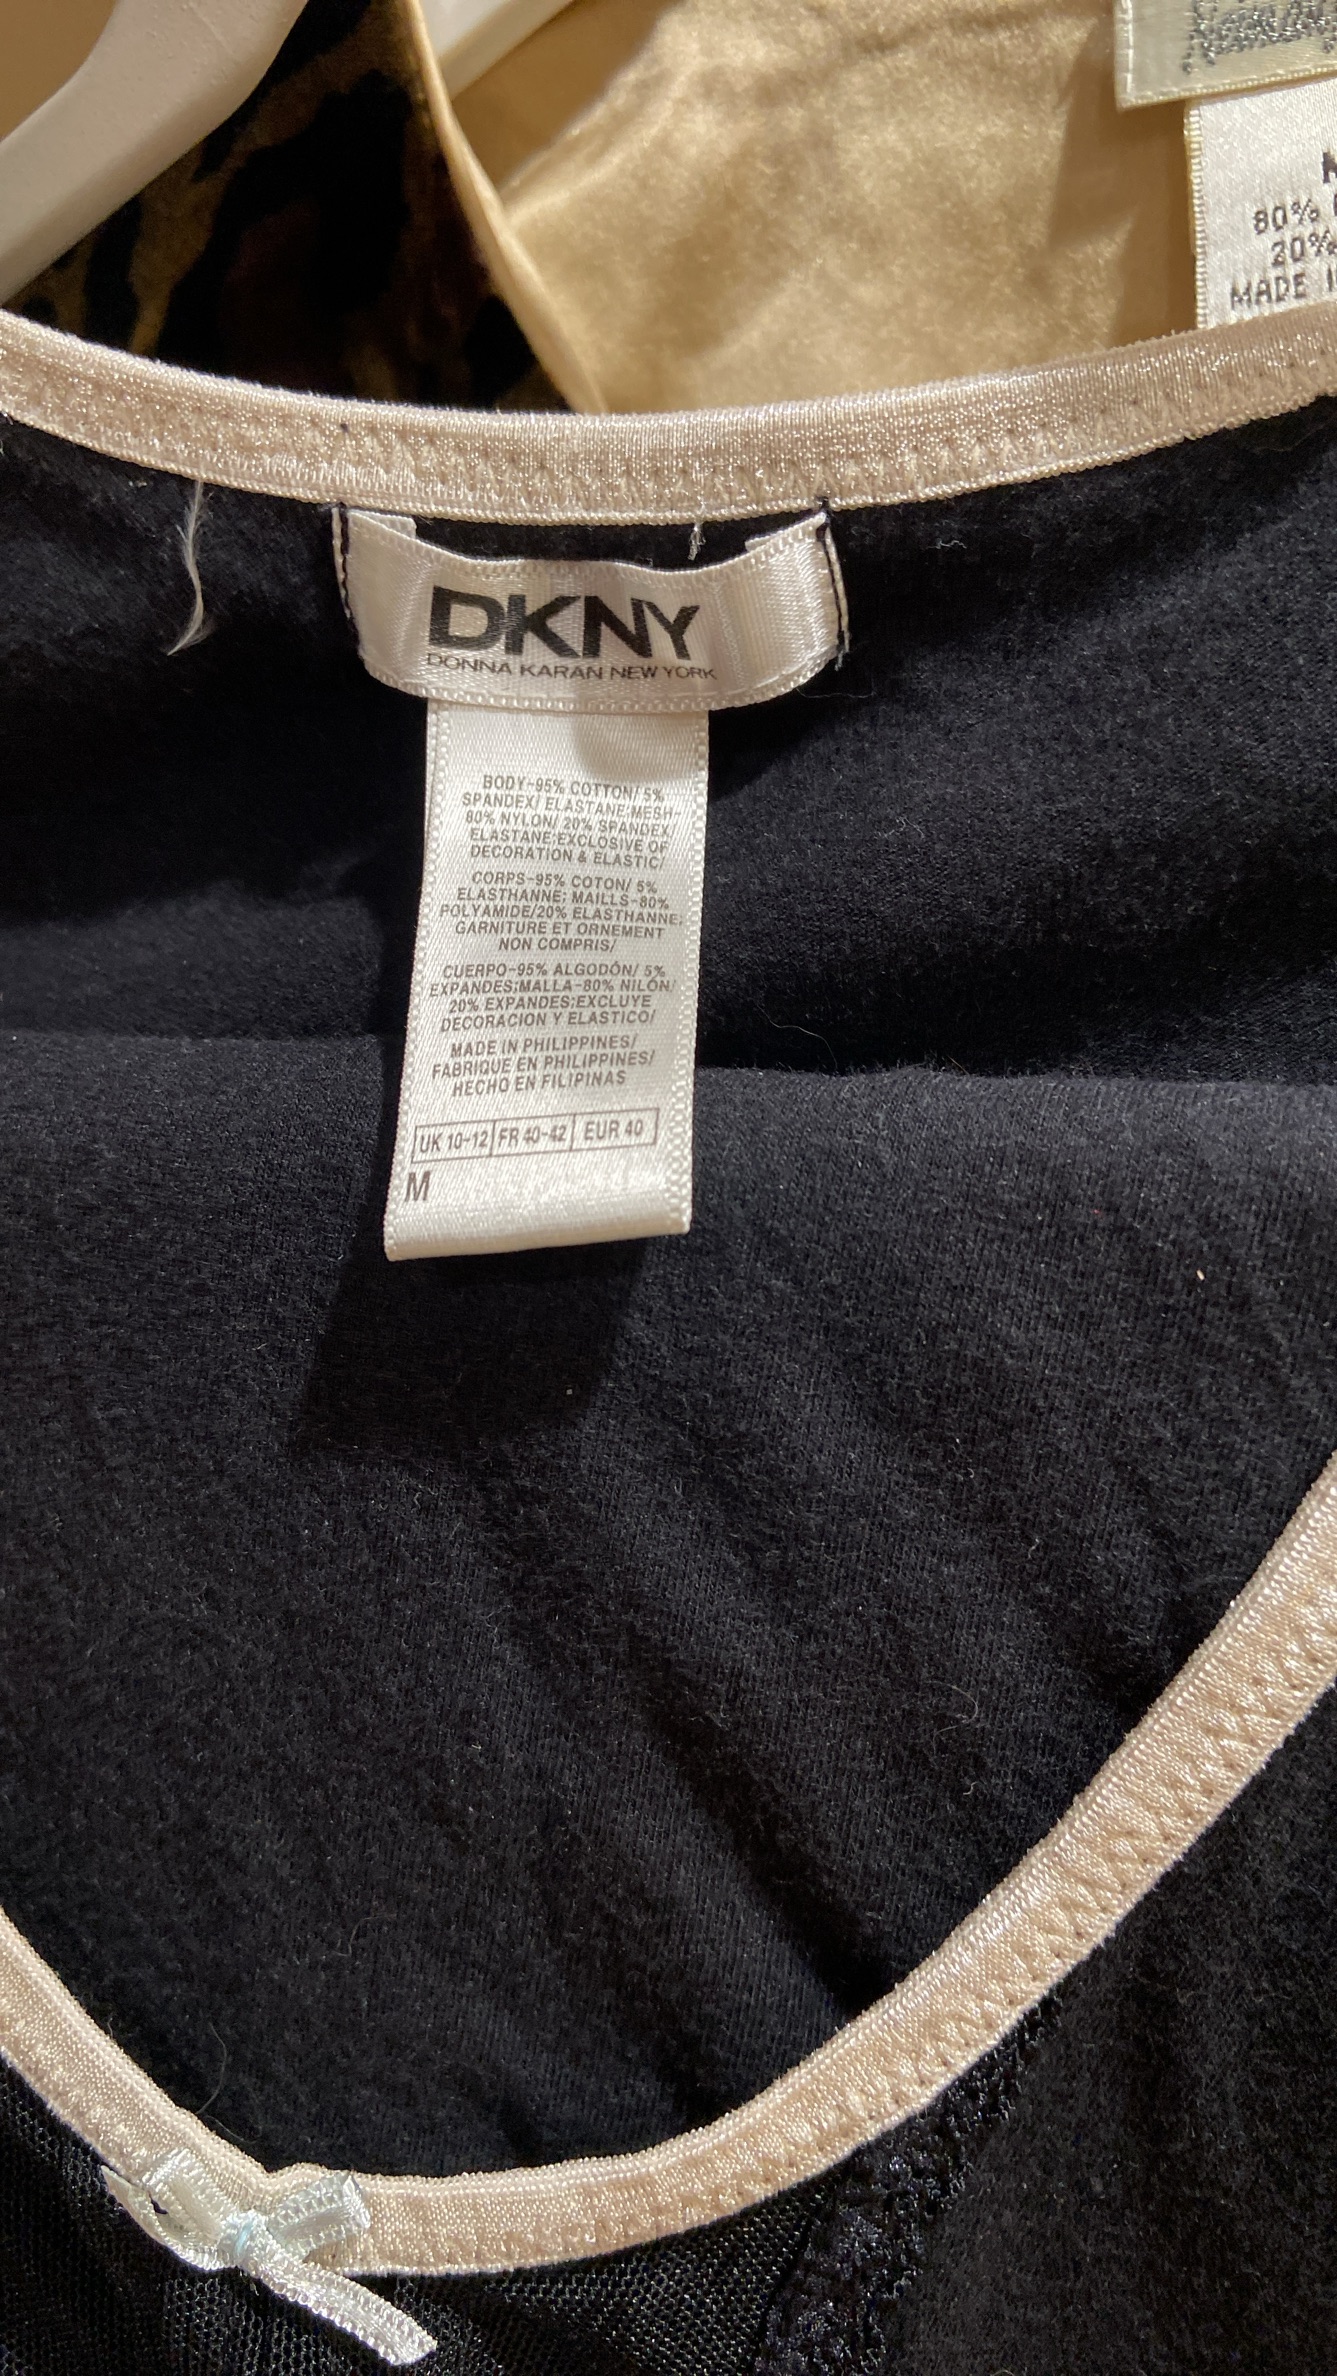 80%
20%
MADE
DKNY
DONNA KARAN NEW YORK
BODY-95% COTTON/ 5%
SPANDEX/ ELASTANE:MESH-
80% NYLON/ 20% SPANDEX/
ELASTANE:EXCLOSIVE OF
DECORATION & ELASTIC/
CORPS-95% COTON/ 5%
ELASTHANNE; MAILLS-80%
POLYAMIDE/20% ELASTHANNE;
GARNITURE ET ORNEMENT
NON COMPRIS/
CUERPO-95% ALGODÓN/ 5%
EXPANDES:MALLA-80% NILÓN/
20% EXPANDES:EXCLUYE
DECORACION Y ELASTICO/
MADE IN PHILIPPINES/
FABRIQUE EN PHILIPPINES/
HECHO EN FILIPINAS
UK 10-12 FR 40-42 EUR 40
M